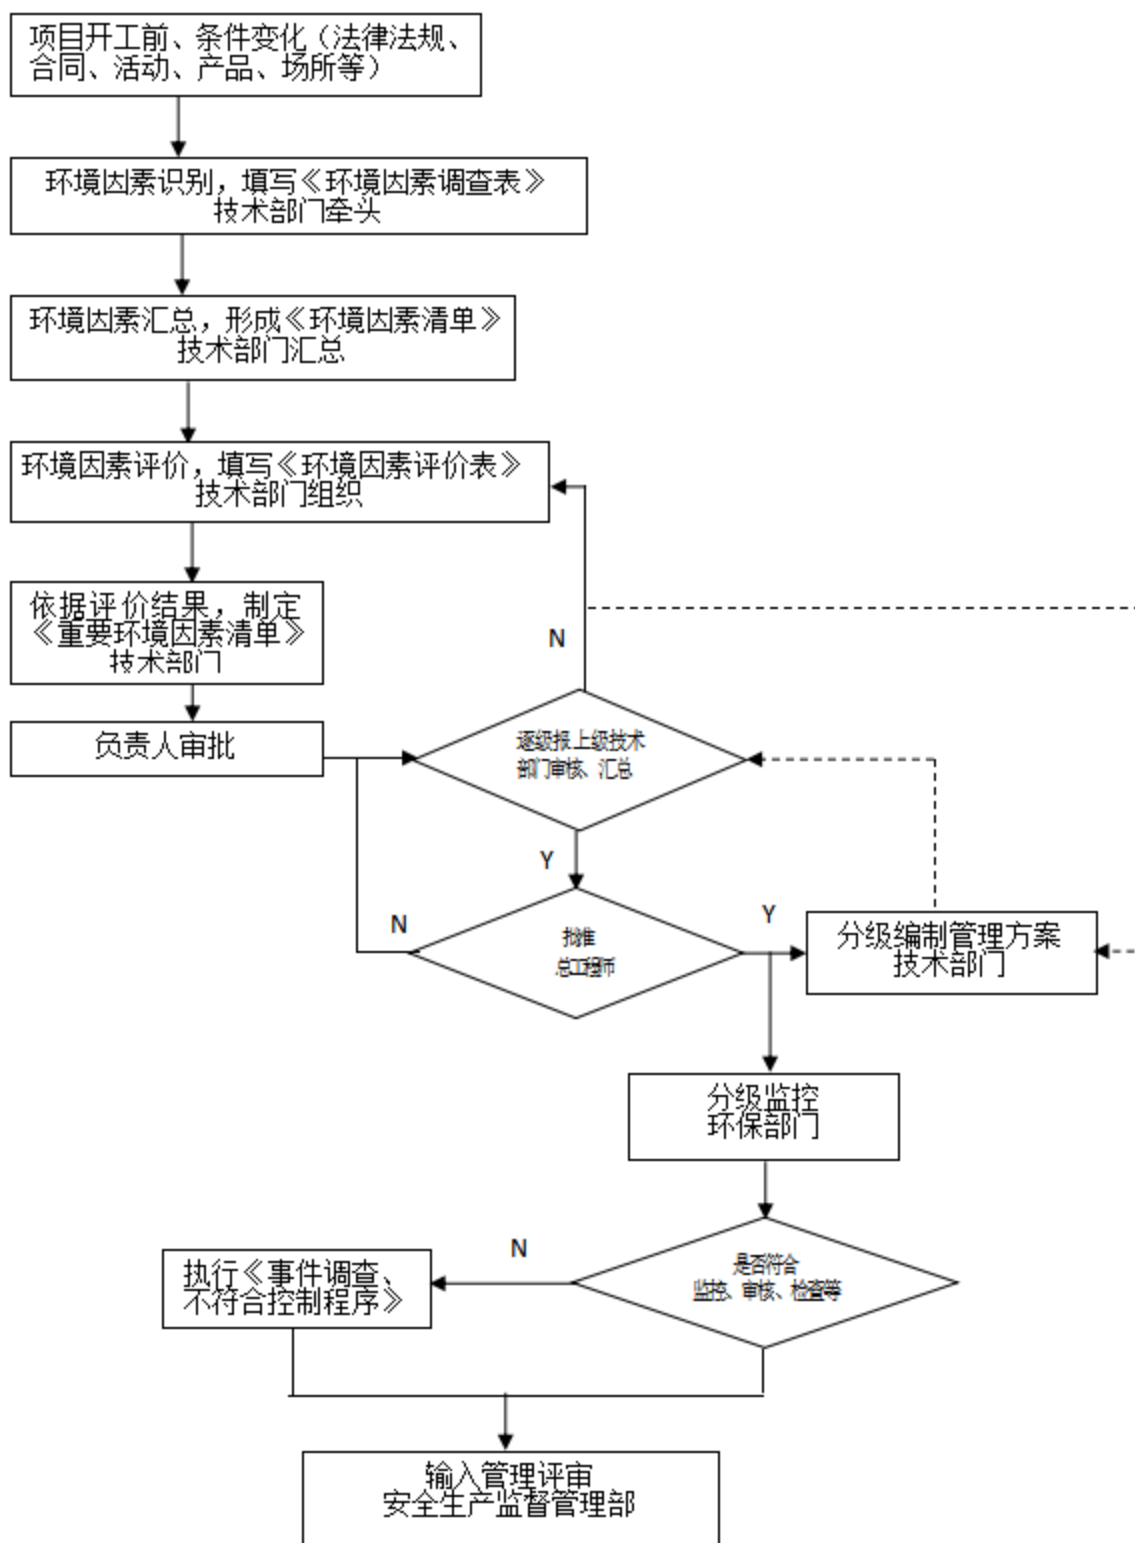 项目开工前、条件变化（法律法规、
合同、活动、产品、场所等）
环境因素识别，填写《环境因素调查表》
技术部门牵头
环境因素汇总，形成《环境因素清单》
技术部门汇总
环境因素评价，填写《环境因素评价表》
技术部门组织
依据评价结果，制定
《重要环境因素清单》
技术部门
N
负责人审批
逐级报上级技术
部门审核、汇总
Y
N
批准
总工程师
Y
分级编制管理方案
技术部门
分级监控
环保部门
N
是否符合
监控、审核、检查等
执行《事件调查、
不符合控制程序》
输入管理评审
安全生产监督管理部